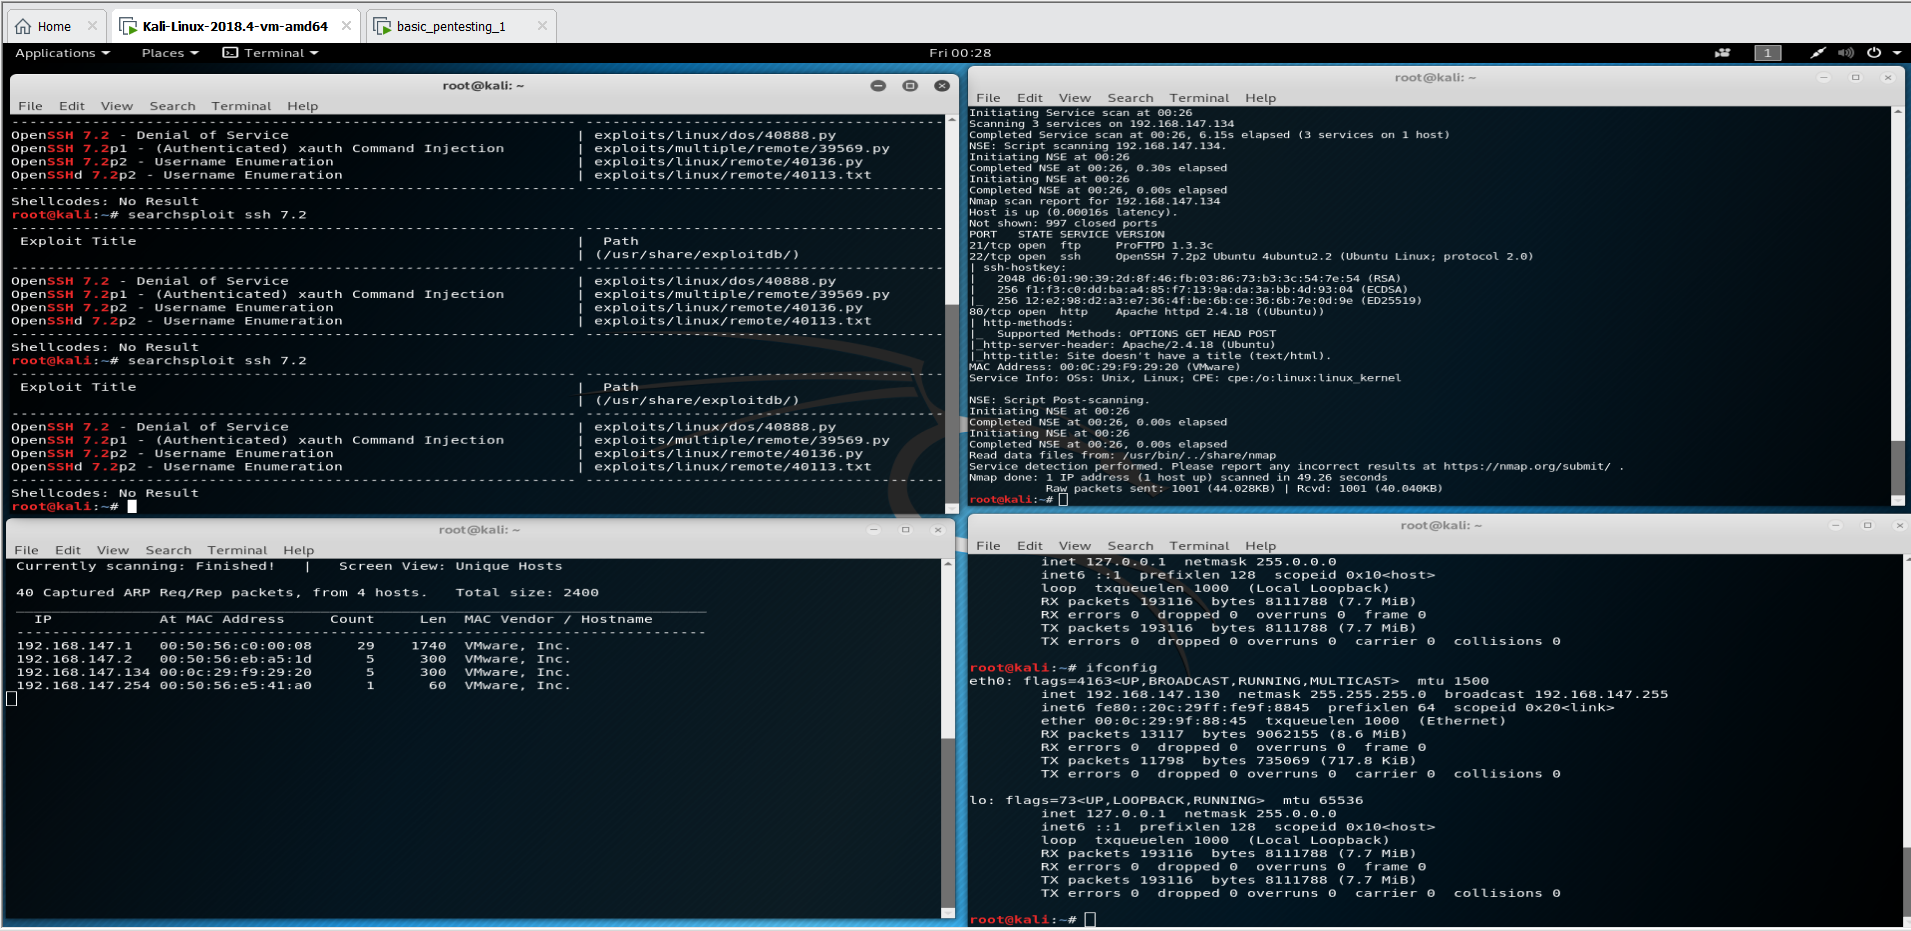 Home
Kali-Linux-2018.4-vm-amd64
basic_pentesting_1
Applications Places Terminal Fri 00:28 1
root@kali: ~
File Edit View Search Terminal Help
OpenSSH 7.2 - Denial of Service | exploits/linux/dos/40888.py
OpenSSH 7.2p1 - (Authenticated) xauth Command Injection | exploits/multiple/remote/39569.py
OpenSSH 7.2p2 - Username Enumeration | exploits/linux/remote/40136.py
OpenSSHd 7.2p2 - Username Enumeration | exploits/linux/remote/40113.txt
Shellcodes: No Result
root@kali:~# searchsploit ssh 7.2
Exploit Title | Path
| (/usr/share/exploitdb/)
OpenSSH 7.2 - Denial of Service | exploits/linux/dos/40888.py
OpenSSH 7.2p1 - (Authenticated) xauth Command Injection | exploits/multiple/remote/39569.py
OpenSSH 7.2p2 - Username Enumeration | exploits/linux/remote/40136.py
OpenSSHd 7.2p2 - Username Enumeration | exploits/linux/remote/40113.txt
Shellcodes: No Result
root@kali:~# searchsploit ssh 7.2
Exploit Title | Path
| (/usr/share/exploitdb/)
OpenSSH 7.2 - Denial of Service | exploits/linux/dos/40888.py
OpenSSH 7.2p1 - (Authenticated) xauth Command Injection | exploits/multiple/remote/39569.py
OpenSSH 7.2p2 - Username Enumeration | exploits/linux/remote/40136.py
OpenSSHd 7.2p2 - Username Enumeration | exploits/linux/remote/40113.txt
Shellcodes: No Result
root@kali:~#
root@kali: ~
File Edit View Search Terminal Help
Initiating Service scan at 00:26
Scanning 3 services on 192.168.147.134
Completed Service scan at 00:26, 6.15s elapsed (3 services on 1 host)
NSE: Script scanning 192.168.147.134.
Initiating NSE at 00:26
Completed NSE at 00:26, 0.30s elapsed
Initiating NSE at 00:26
Completed NSE at 00:26, 0.00s elapsed
Nmap scan report for 192.168.147.134
Host is up (0.00016s latency).
Not shown: 997 closed ports
PORT STATE SERVICE VERSION
21/tcp open ftp ProFTPD 1.3.3c
22/tcp open ssh OpenSSH 7.2p2 Ubuntu 4ubuntu2.2 (Ubuntu Linux; protocol 2.0)
| ssh-hostkey:
| 2048 d6:01:90:39:2d:8f:46:fb:03:86:73:b3:3c:54:7e:54 (RSA)
| 256 f1:f3:c0:dd:ba:a4:85:f7:13:9a:da:3a:bb:4d:93:04 (ECDSA)
|_ 256 12:e2:98:d2:a3:e7:36:4f:be:6b:ce:36:6b:7e:0d:9e (ED25519)
80/tcp open http Apache httpd 2.4.18 ((Ubuntu))
| http-methods:
|_ Supported Methods: OPTIONS GET HEAD POST
|_http-server-header: Apache/2.4.18 (Ubuntu)
|_http-title: Site doesn't have a title (text/html).
MAC Address: 00:0C:29:F9:29:20 (VMware)
Service Info: OSs: Unix, Linux; CPE: cpe:/o:linux:linux_kernel
NSE: Script Post-scanning.
Initiating NSE at 00:26
Completed NSE at 00:26, 0.00s elapsed
Initiating NSE at 00:26
Completed NSE at 00:26, 0.00s elapsed
Read data files from: /usr/bin/../share/nmap
Service detection performed. Please report any incorrect results at https://nmap.org/submit/ .
Nmap done: 1 IP address (1 host up) scanned in 49.26 seconds
Raw packets sent: 1001 (44.028KB) | Rcvd: 1001 (40.040KB)
root@kali:~#
root@kali: ~
File Edit View Search Terminal Help
Currently scanning: Finished! | Screen View: Unique Hosts
40 Captured ARP Req/Rep packets, from 4 hosts. Total size: 2400
IP At MAC Address Count Len MAC Vendor / Hostname
192.168.147.1 00:50:56:c0:00:08 29 1740 VMware, Inc.
192.168.147.2 00:50:56:eb:a5:1d 5 300 VMware, Inc.
192.168.147.134 00:0c:29:f9:29:20 5 300 VMware, Inc.
192.168.147.254 00:50:56:e5:41:a0 1 60 VMware, Inc.
root@kali: ~
File Edit View Search Terminal Help
inet 127.0.0.1 netmask 255.0.0.0
inet6 ::1 prefixlen 128 scopeid 0x10<host>
loop txqueuelen 1000 (Local Loopback)
RX packets 193116 bytes 8111788 (7.7 MiB)
RX errors 0 dropped 0 overruns 0 frame 0
TX packets 193116 bytes 8111788 (7.7 MiB)
TX errors 0 dropped 0 overruns 0 carrier 0 collisions 0
root@kali:~# ifconfig
eth0: flags=4163<UP,BROADCAST,RUNNING,MULTICAST> mtu 1500
inet 192.168.147.130 netmask 255.255.255.0 broadcast 192.168.147.255
inet6 fe80::20c:29ff:fe9f:8845 prefixlen 64 scopeid 0x20<link>
ether 00:0c:29:9f:88:45 txqueuelen 1000 (Ethernet)
RX packets 13117 bytes 9062155 (8.6 MiB)
RX errors 0 dropped 0 overruns 0 frame 0
TX packets 11798 bytes 735069 (717.8 KiB)
TX errors 0 dropped 0 overruns 0 carrier 0 collisions 0
lo: flags=73<UP,LOOPBACK,RUNNING> mtu 65536
inet 127.0.0.1 netmask 255.0.0.0
inet6 ::1 prefixlen 128 scopeid 0x10<host>
loop txqueuelen 1000 (Local Loopback)
RX packets 193116 bytes 8111788 (7.7 MiB)
RX errors 0 dropped 0 overruns 0 frame 0
TX packets 193116 bytes 8111788 (7.7 MiB)
TX errors 0 dropped 0 overruns 0 carrier 0 collisions 0
root@kali:~#